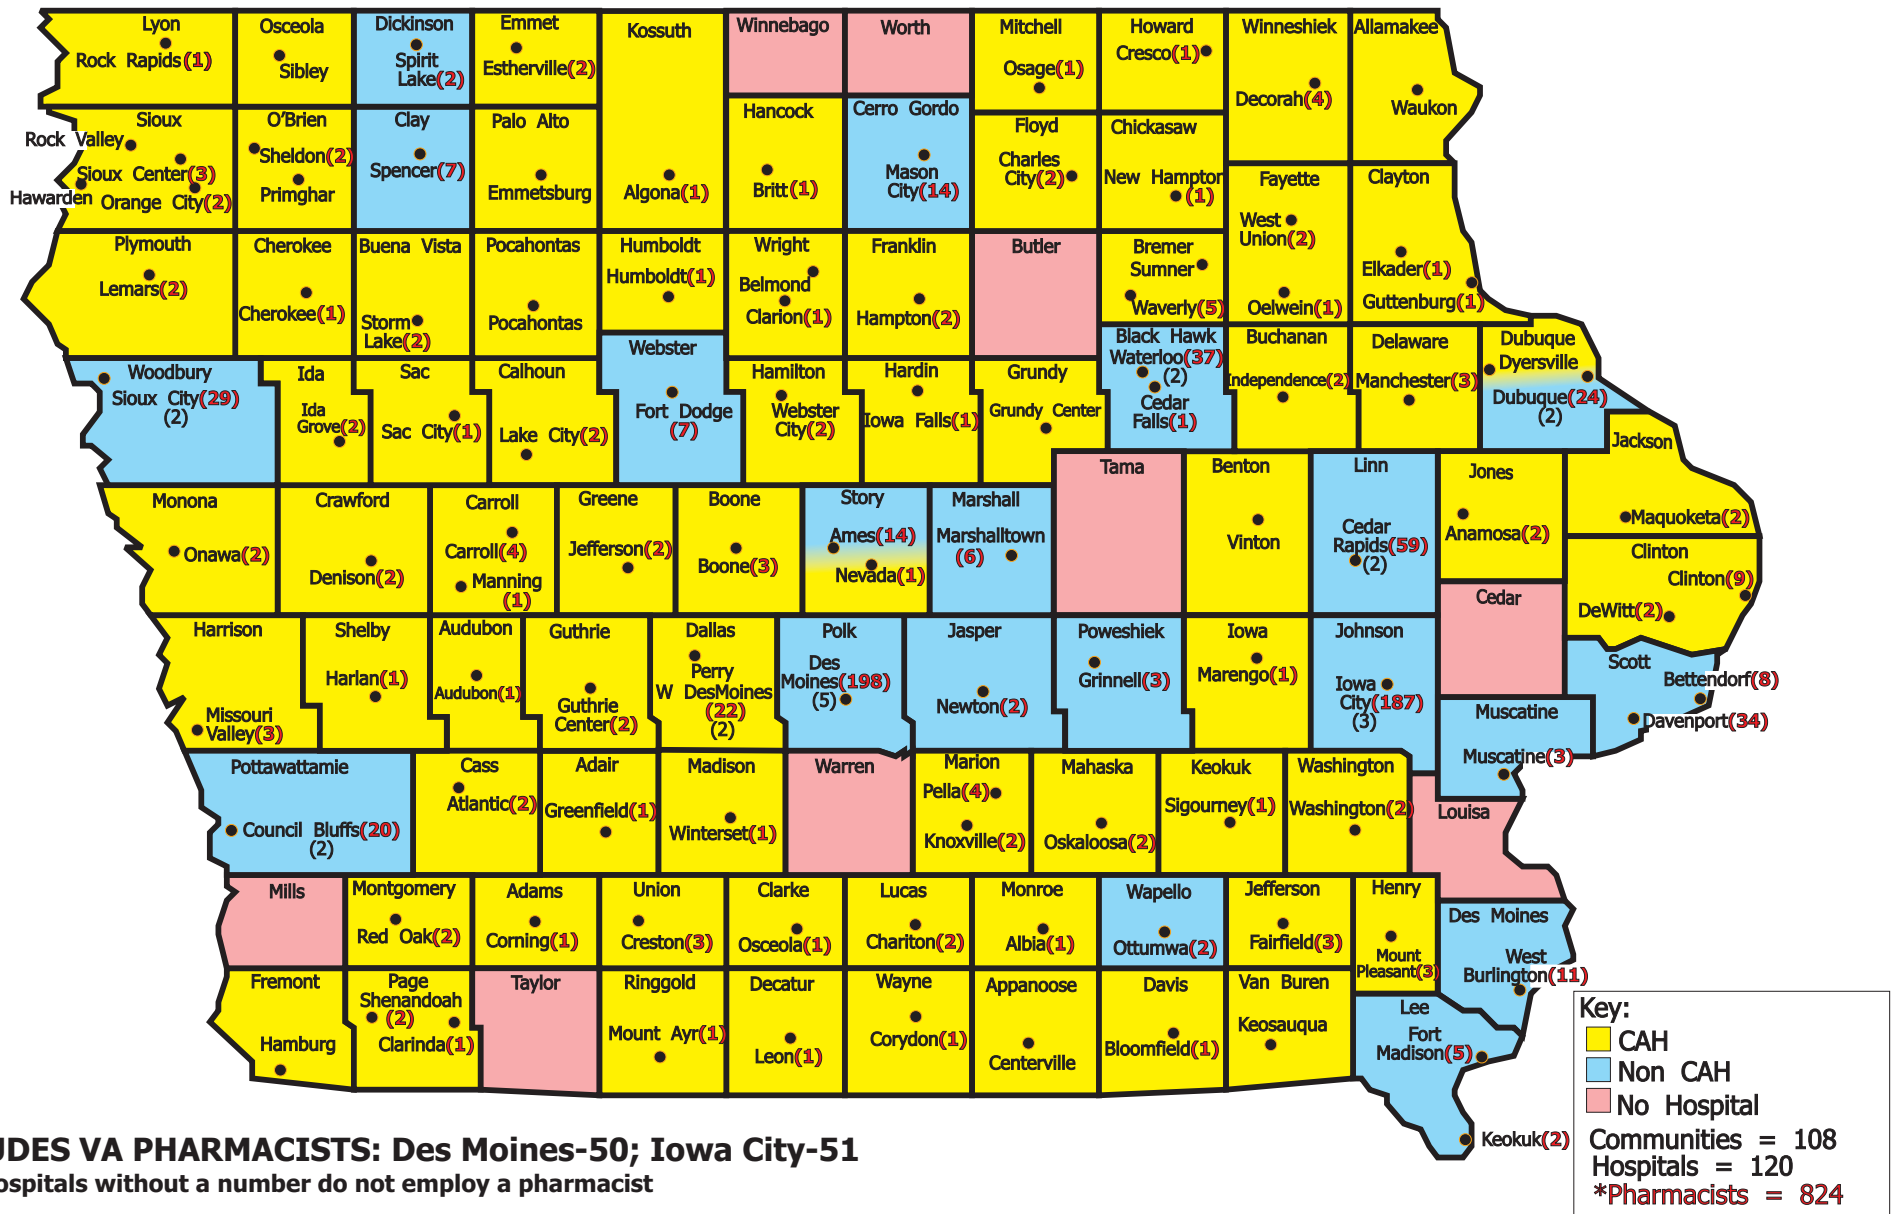 Lyon
Rock Rapids(1)
Osceola
Sibley
Dickinson
Spirit
Lake(2)
Emmet
Estherville(2)
Kossuth
Algona(1)
Winnebago
Worth
Mitchell
Osage(1)
Howard
Cresco(1)
Winneshiek
Decorah(4)
Allamakee
Waukon
Sioux
Rock Valley
Sioux Center(3)
Hawarden
Orange City(2)
O'Brien
Sheldon(2)
Primghar
Clay
Spencer(7)
Palo Alto
Emmetsburg
Hancock
Britt(1)
Cerro Gordo
Mason
City(14)
Floyd
Charles
City(2)
Chickasaw
New Hampton
(1)
Fayette
West
Union(2)
Oelwein(1)
Clayton
Elkader(1)
Guttenburg(1)
Plymouth
Lemars(2)
Cherokee
Cherokee(1)
Buena Vista
Storm
Lake(2)
Pocahontas
Pocahontas
Humboldt
Humboldt(1)
Wright
Belmond
Clarion(1)
Franklin
Hampton(2)
Butler
Bremer
Sumner
Waverly(5)
Woodbury
Sioux City(29)
(2)
Ida
Ida
Grove(2)
Sac
Sac City(1)
Calhoun
Lake City(2)
Webster
Fort Dodge
(7)
Hamilton
Webster
City(2)
Hardin
Iowa Falls(1)
Grundy
Grundy Center
Black Hawk
Waterloo(37)
(2)
Cedar
Falls(1)
Buchanan
Independence(2)
Delaware
Manchester(3)
Dubuque
Dyersville
Dubuque(24)
(2)
Jackson
Maquoketa(2)
Monona
Onawa(2)
Crawford
Denison(2)
Carroll
Carroll(4)
Manning
(1)
Greene
Jefferson(2)
Boone
Boone(3)
Story
Ames(14)
Nevada(1)
Marshall
Marshalltown
(6)
Tama
Benton
Vinton
Linn
Cedar
Rapids(59)
(2)
Jones
Anamosa(2)
Clinton
Clinton(9)
DeWitt(2)
Cedar
Harrison
Missouri
Valley(3)
Shelby
Harlan(1)
Audubon
Audubon(1)
Guthrie
Guthrie
Center(2)
Dallas
Perry
W DesMoines
(22)
(2)
Polk
Des
Moines(198)
(5)
Jasper
Newton(2)
Poweshiek
Grinnell(3)
Iowa
Marengo(1)
Johnson
Iowa
City(187)
(3)
Scott
Bettendorf(8)
Davenport(34)
Muscatine
Muscatine(3)
Pottawattamie
Council Bluffs(20)
(2)
Cass
Atlantic(2)
Adair
Greenfield(1)
Madison
Winterset(1)
Warren
Marion
Pella(4)
Knoxville(2)
Mahaska
Oskaloosa(2)
Keokuk
Sigourney(1)
Washington
Washington(2)
Louisa
Mills
Montgomery
Red Oak(2)
Adams
Corning(1)
Union
Creston(3)
Clarke
Osceola(1)
Lucas
Chariton(2)
Monroe
Albia(1)
Wapello
Ottumwa(2)
Jefferson
Fairfield(3)
Henry
Mount
Pleasant(3)
Des Moines
West
Burlington(11)
Fremont
Hamburg
Page
Shenandoah
(2)
Clarinda(1)
Taylor
Ringgold
Mount Ayr(1)
Decatur
Leon(1)
Wayne
Corydon(1)
Appanoose
Centerville
Davis
Bloomfield(1)
Van Buren
Keosauqua
Lee
Fort
Madison(5)
Keokuk(2)
Key:
CAH
Non CAH
No Hospital
Communities = 108
Hospitals = 120
*Pharmacists = 824
UDES VA PHARMACISTS: Des Moines-50; Iowa City-51
ospitals without a number do not employ a pharmacist